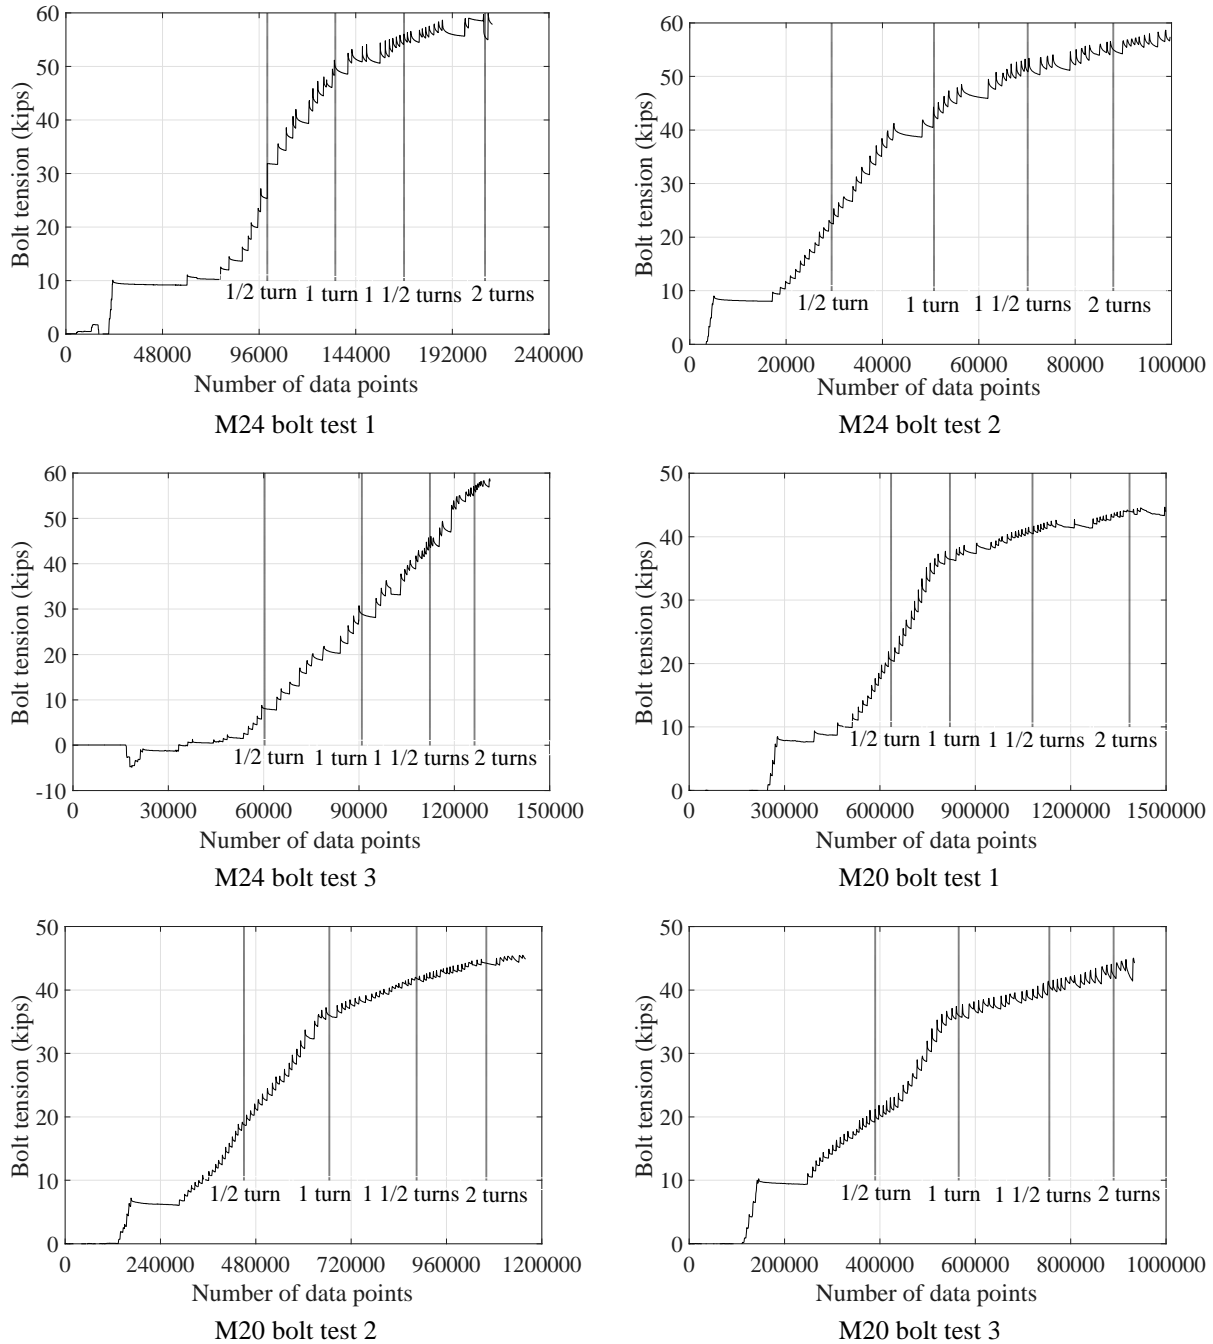 60
50
40
30
20
10
0
Bolt tension (kips)
1/2 turn
1 turn
1 1/2 turns
2 turns
0 48000 96000 144000 192000 240000
Number of data points
M24 bolt test 1
60
50
40
30
20
10
0
Bolt tension (kips)
1/2 turn
1 turn
1 1/2 turns
2 turns
0 20000 40000 60000 80000 100000
Number of data points
M24 bolt test 2
60
50
40
30
20
10
0
-10
Bolt tension (kips)
1/2 turn
1 turn
1 1/2 turns
2 turns
0 30000 60000 90000 120000 150000
Number of data points
M24 bolt test 3
50
40
30
20
10
0
Bolt tension (kips)
1/2 turn
1 turn
1 1/2 turns
2 turns
0 300000 600000 900000 1200000 1500000
Number of data points
M20 bolt test 1
50
40
30
20
10
0
Bolt tension (kips)
1/2 turn
1 turn
1 1/2 turns
2 turns
0 240000 480000 720000 960000 1200000
Number of data points
M20 bolt test 2
50
40
30
20
10
0
Bolt tension (kips)
1/2 turn
1 turn
1 1/2 turns
2 turns
0 200000 400000 600000 800000 1000000
Number of data points
M20 bolt test 3